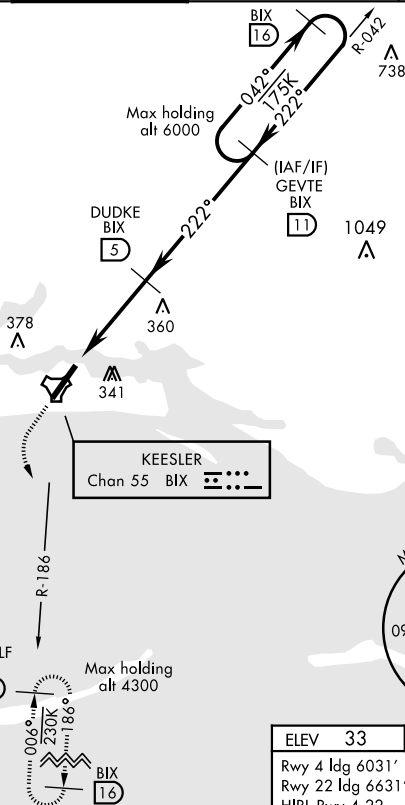 BIX
16
R-042
738
042°
175K
222°
Max holding
alt 6000
(IAF/IF)
GEVTE
BIX
11
DUDKE
BIX
5
222°
1049
360
378
341
KEESLER
Chan 55 BIX
R-186
LF
Max holding
alt 4300
006°
230K
186°
BIX
16
09
ELEV 33
Rwy 4 ldg 6031'
Rwy 22 ldg 6631'
HIRL Rwy 4-22